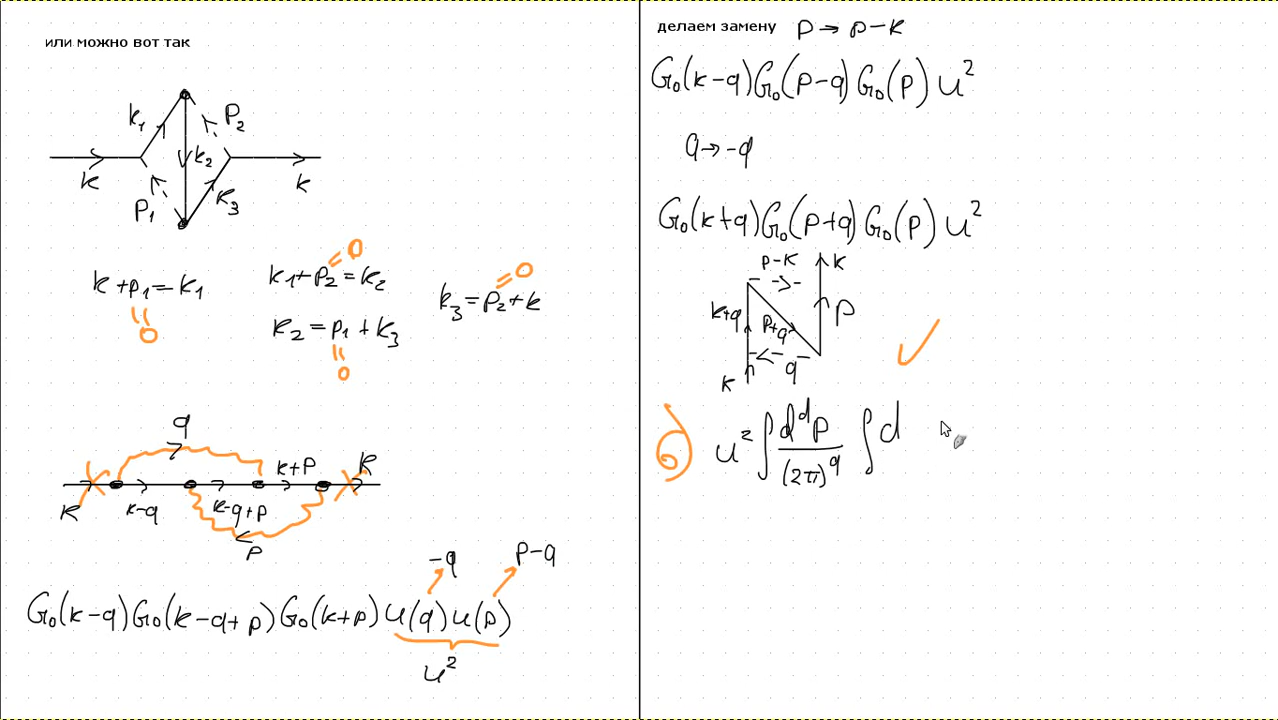 или можно вот так
k₁ P₂
k k₂ k
P₁ k₃
k+p₁=k₁ k₁+p₂=k₂ k₃=p₂+k
0 0 0
k₂=p₁+k₃
0
q
k k-q k-q+p k+p k
p
-q p-q
G₀(k-q)G₀(k-q+p)G₀(k+p)u(q)u(p)
u²
делаем замену p→p-k
G₀(k-q)G₀(p-q)G₀(p)u²
q→-q
G₀(k+q)G₀(p+q)G₀(p)u²
p-k k
k+q p+q p
q
k
б) u² ∫ dᵈp/(2π)^q ∫ d